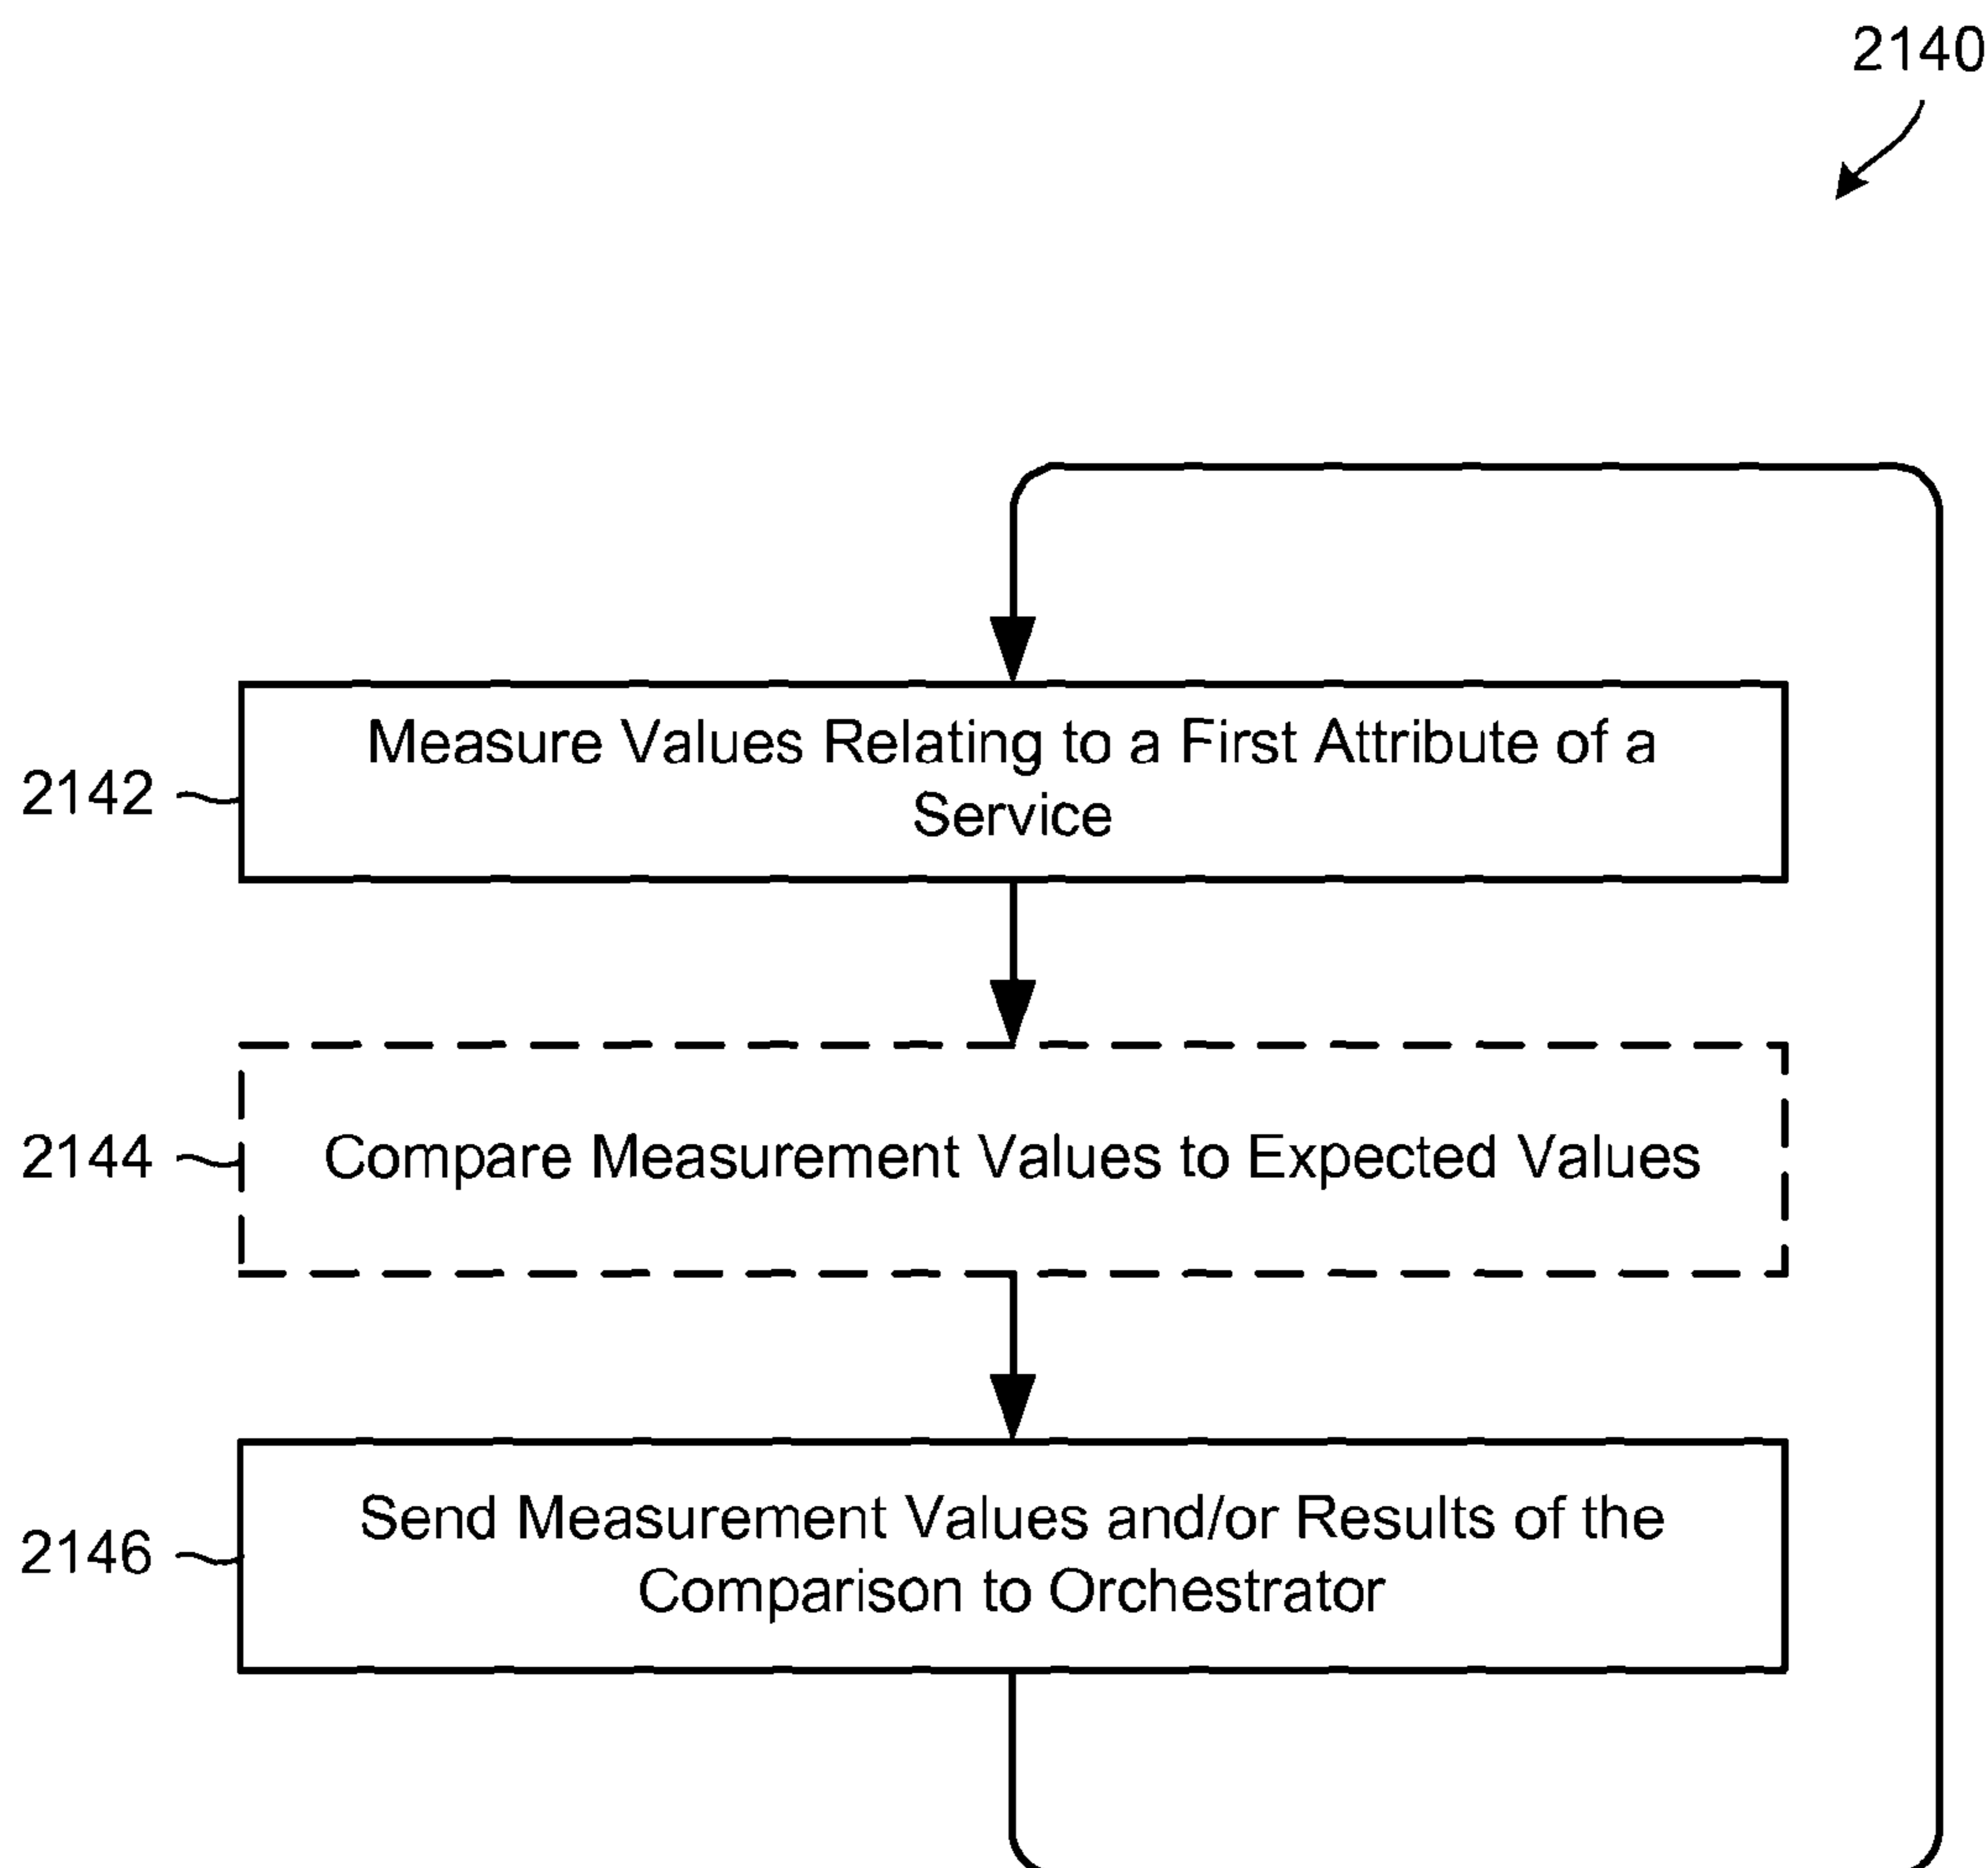 2140
2142
Measure Values Relating to a First Attribute of a
Service
2144
Compare Measurement Values to Expected Values
2146
Send Measurement Values and/or Results of the
Comparison to Orchestrator